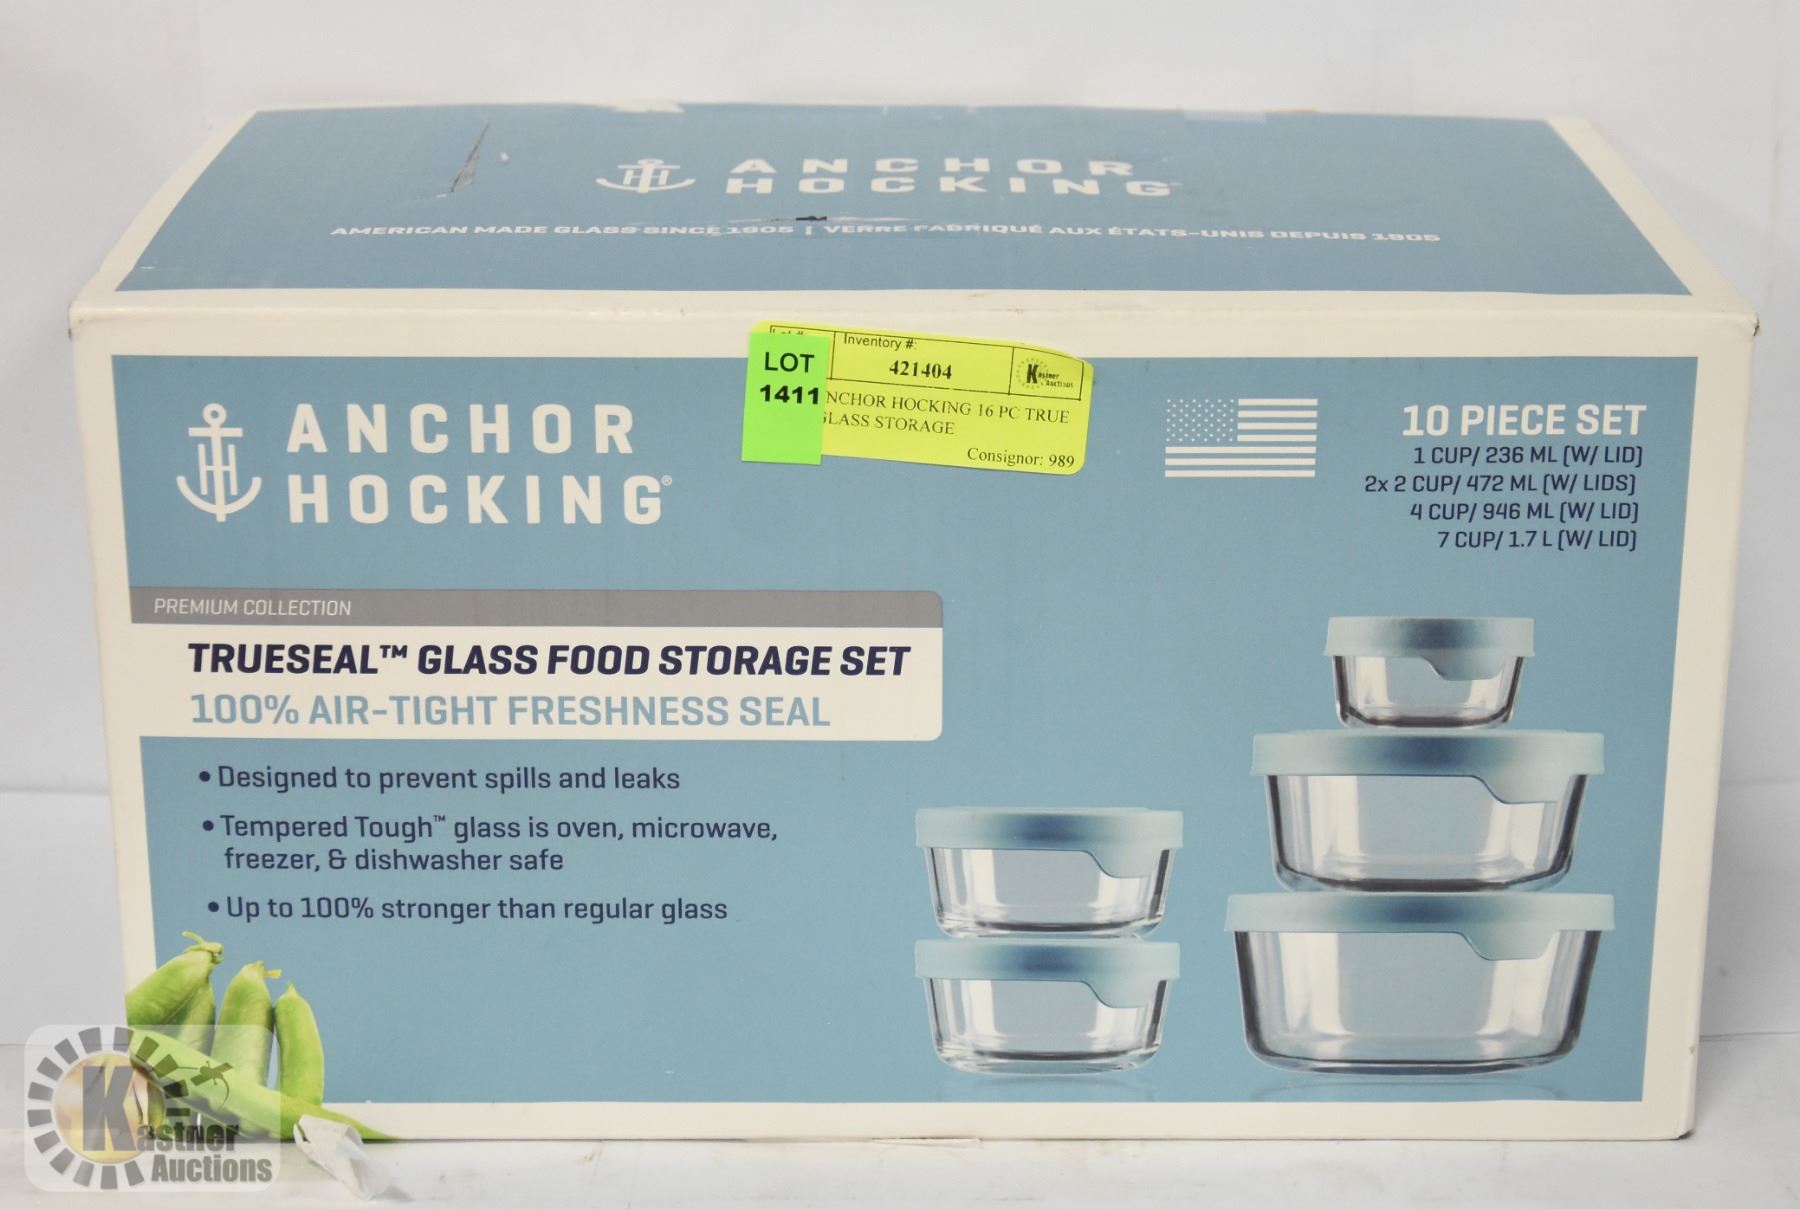 ANCHOR
HOCKING
AMERICAN MADE GLASS SINCE 1905 | VERRE FABRIQUÉ AUX ÉTATS-UNIS DEPUIS 1905
Inventory #:
421404
Kastner
Auctions
LOT
1411
NCHOR HOCKING 16 PC TRUE
LASS STORAGE
Consignor: 989
ANCHOR
HOCKING®
10 PIECE SET
1 CUP/ 236 ML (W/ LID)
2x 2 CUP/ 472 ML (W/ LIDS)
4 CUP/ 946 ML (W/ LID)
7 CUP/ 1.7 L (W/ LID)
PREMIUM COLLECTION
TRUESEAL™ GLASS FOOD STORAGE SET
100% AIR-TIGHT FRESHNESS SEAL
• Designed to prevent spills and leaks
• Tempered Tough™ glass is oven, microwave,
freezer, & dishwasher safe
• Up to 100% stronger than regular glass
Kastner
Auctions